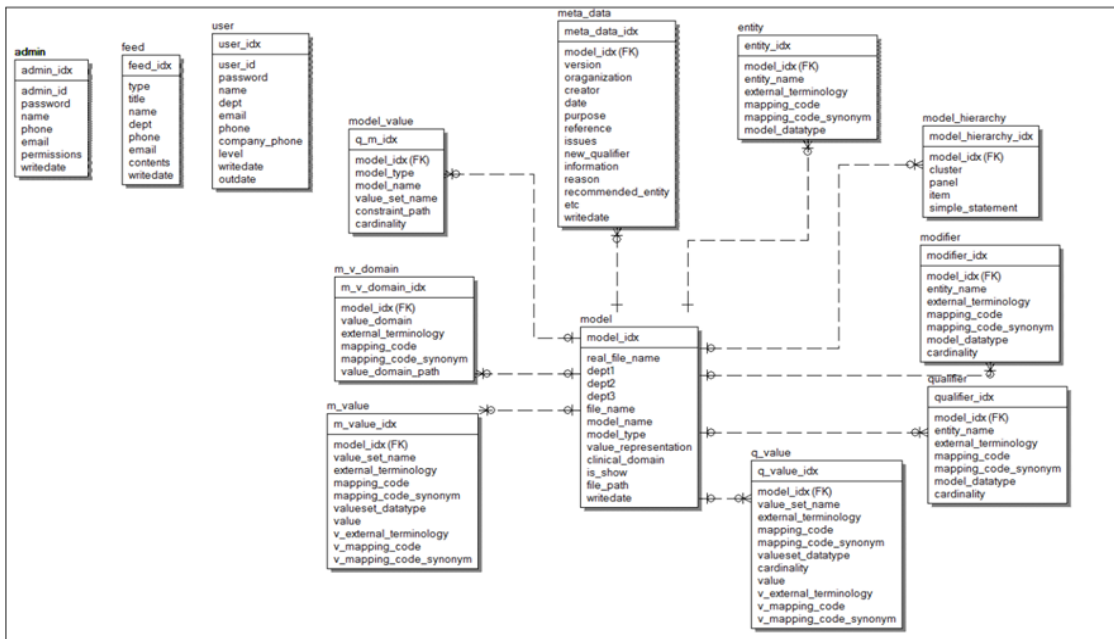 admin
admin_idx
admin_id
password
name
phone
email
permissions
writedate
feed
feed_idx
type
title
name
dept
phone
email
contents
writedate
user
user_idx
user_id
password
name
dept
email
phone
company_phone
level
writedate
outdate
model_value
q_m_idx
model_idx (FK)
model_type
model_name
value_set_name
constraint_path
cardinality
meta_data
meta_data_idx
model_idx (FK)
version
oraganization
creator
date
purpose
reference
issues
new_qualifier
information
reason
recommended_entity
etc
writedate
entity
entity_idx
model_idx (FK)
entity_name
external_terminology
mapping_code
mapping_code_synonym
model_datatype
model_hierarchy
model_hierarchy_idx
model_idx (FK)
cluster
panel
item
simple_statement
modifier
modifier_idx
model_idx (FK)
entity_name
external_terminology
mapping_code
mapping_code_synonym
model_datatype
cardinality
m_v_domain
m_v_domain_idx
model_idx (FK)
value_domain
external_terminology
mapping_code
mapping_code_synonym
value_domain_path
model
model_idx
real_file_name
dept1
dept2
dept3
file_name
model_name
model_type
value_representation
clinical_domain
is_show
file_path
writedate
qualifier
qualifier_idx
model_idx (FK)
entity_name
external_terminology
mapping_code
mapping_code_synonym
model_datatype
cardinality
m_value
m_value_idx
model_idx (FK)
value_set_name
external_terminology
mapping_code
mapping_code_synonym
valueset_datatype
value
v_external_terminology
v_mapping_code
v_mapping_code_synonym
q_value
q_value_idx
model_idx (FK)
value_set_name
external_terminology
mapping_code
mapping_code_synonym
valueset_datatype
cardinality
value
v_external_terminology
v_mapping_code
v_mapping_code_synonym